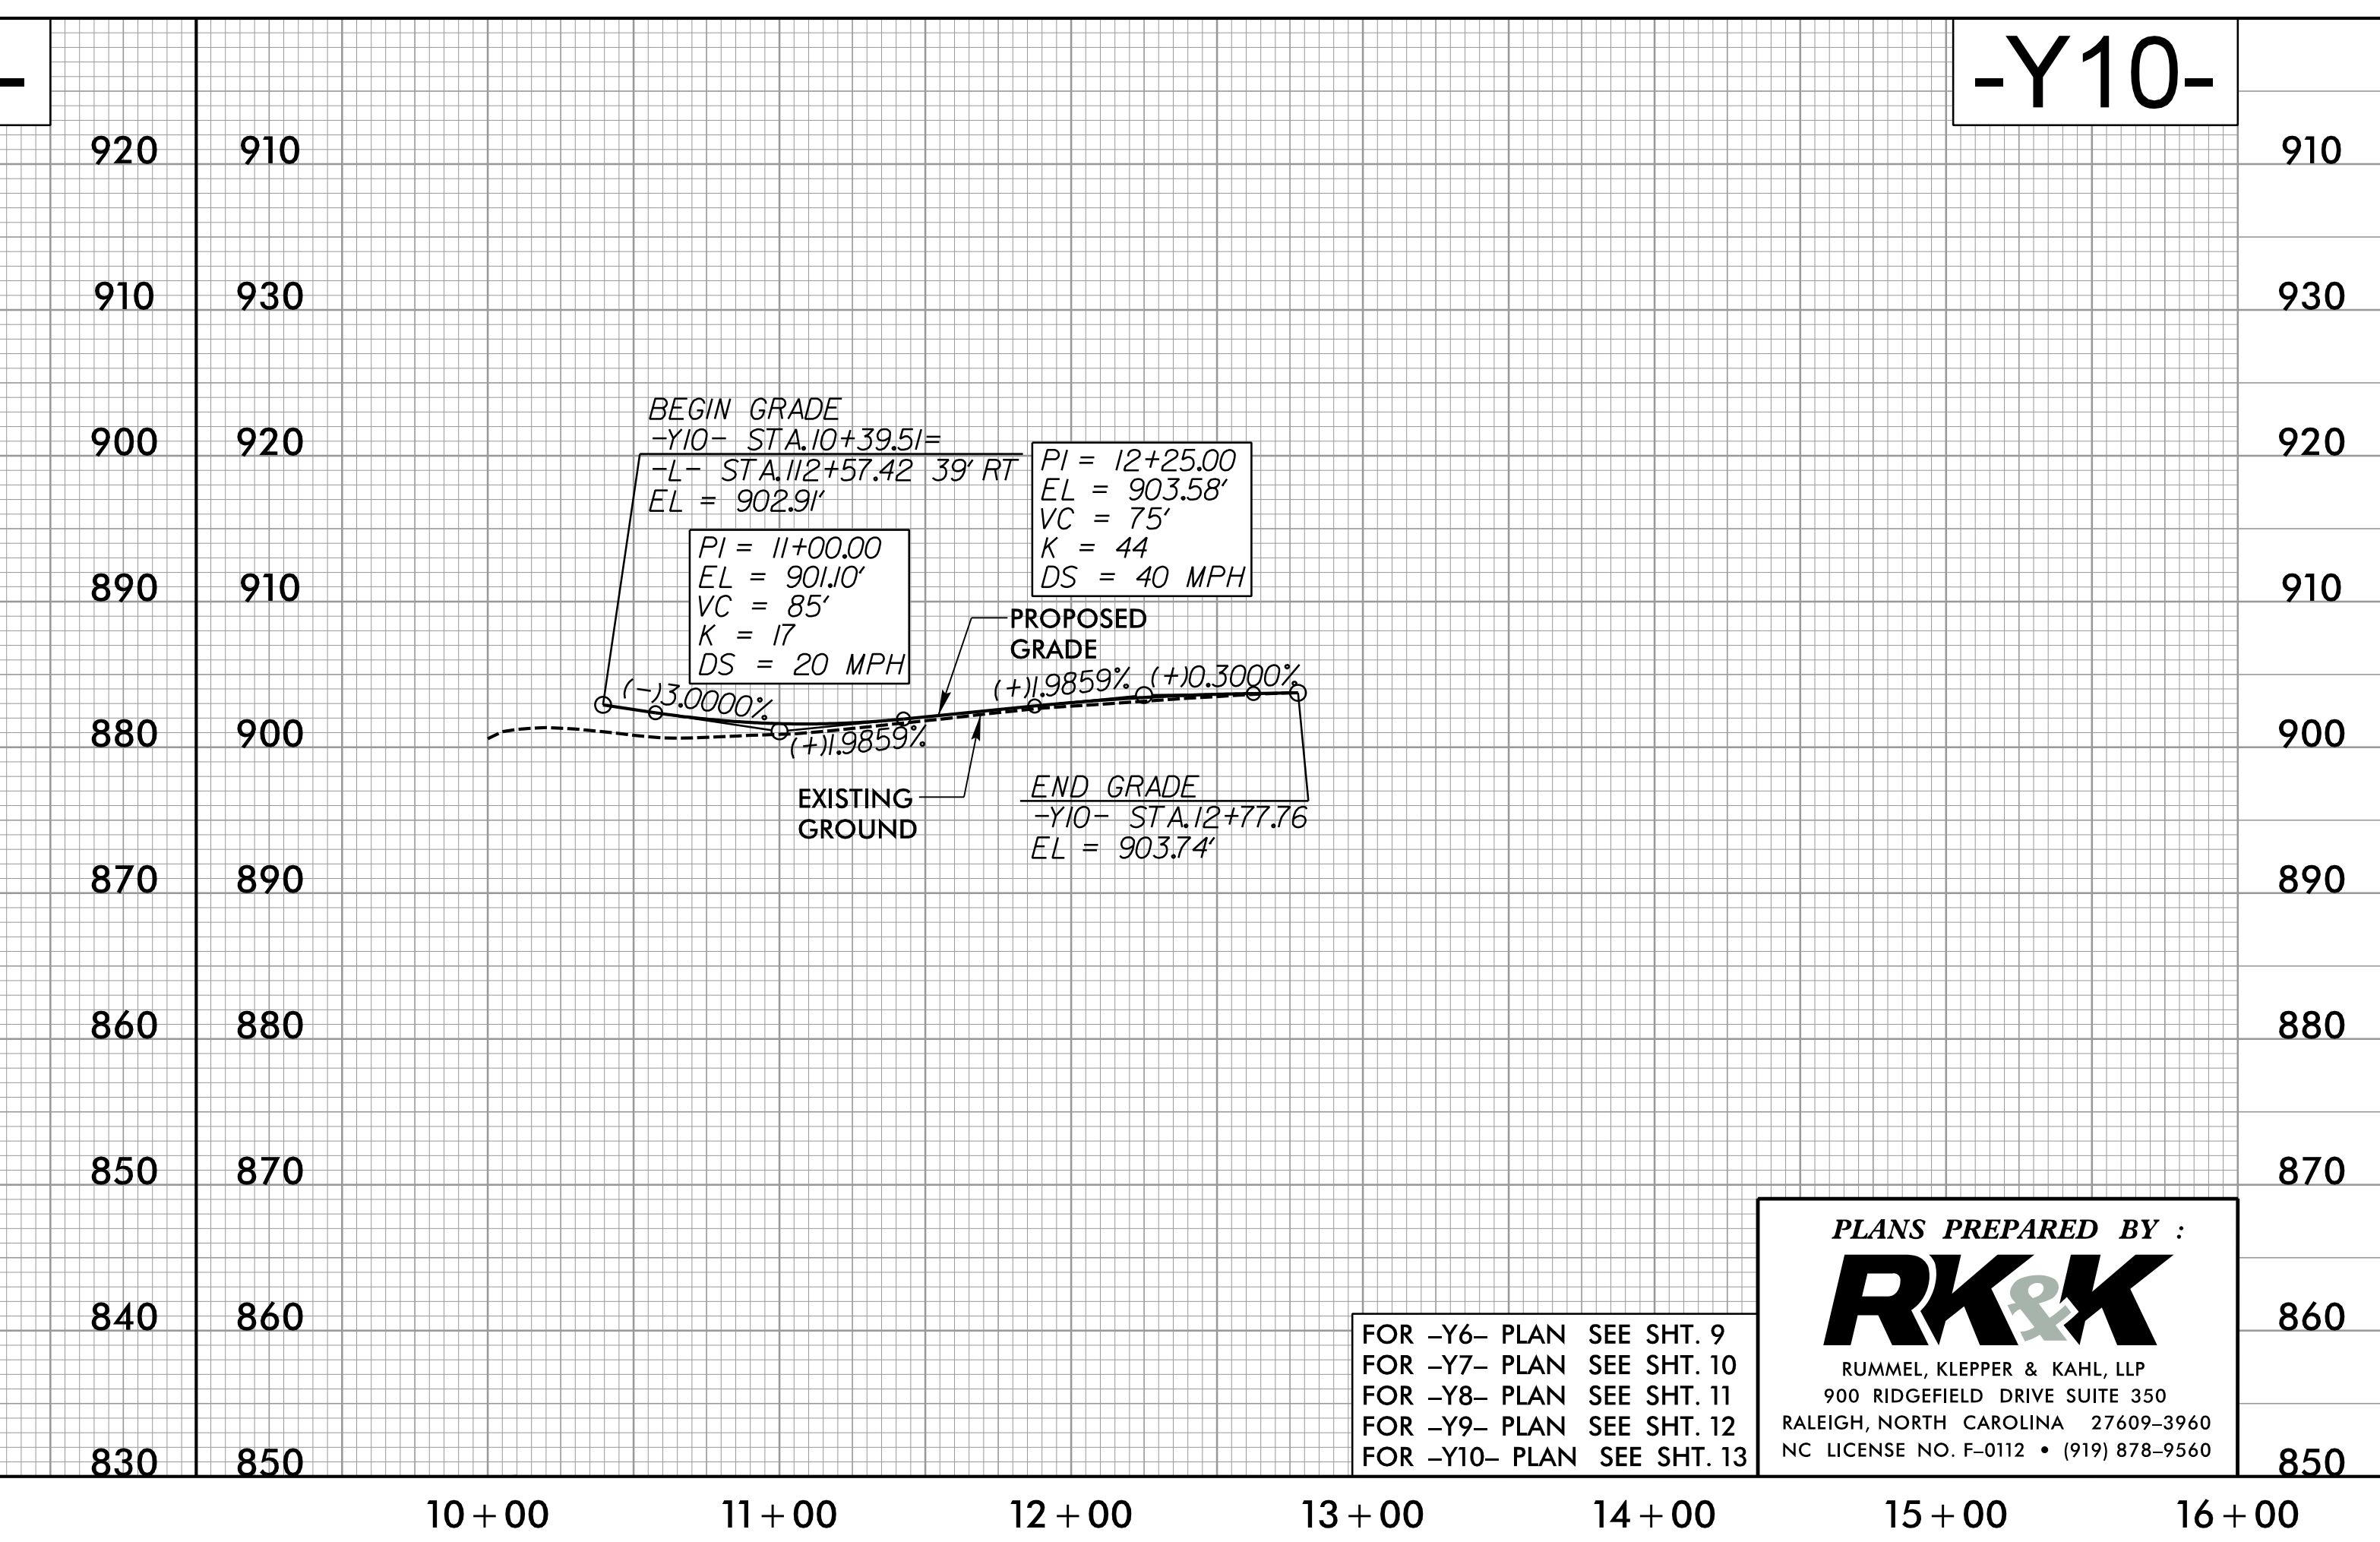 -
-Y10-
920 910 910
910 930 930
BEGIN GRADE
-Y10- STA.10+39.51=
-L- STA.112+57.42 39' RT
EL = 902.91'
900 920 920
PI = 12+25.00
EL = 903.58'
VC = 75'
K = 44
DS = 40 MPH
PI = 11+00.00
EL = 901.10'
VC = 85'
K = 17
DS = 20 MPH
890 910 910
PROPOSED
GRADE
(-)3.0000%
(+)1.9859%
(+)0.3000%
(+)1.9859%
880 900 900
EXISTING
GROUND
END GRADE
-Y10- STA.12+77.76
EL = 903.74'
870 890 890
860 880 880
850 870 870
840 860 860
830 850 850
FOR -Y6- PLAN SEE SHT. 9
FOR -Y7- PLAN SEE SHT. 10
FOR -Y8- PLAN SEE SHT. 11
FOR -Y9- PLAN SEE SHT. 12
FOR -Y10- PLAN SEE SHT. 13
PLANS PREPARED BY :
RK&K
RUMMEL, KLEPPER & KAHL, LLP
900 RIDGEFIELD DRIVE SUITE 350
RALEIGH, NORTH CAROLINA 27609-3960
NC LICENSE NO. F-0112 • (919) 878-9560
10+00 11+00 12+00 13+00 14+00 15+00 16+00